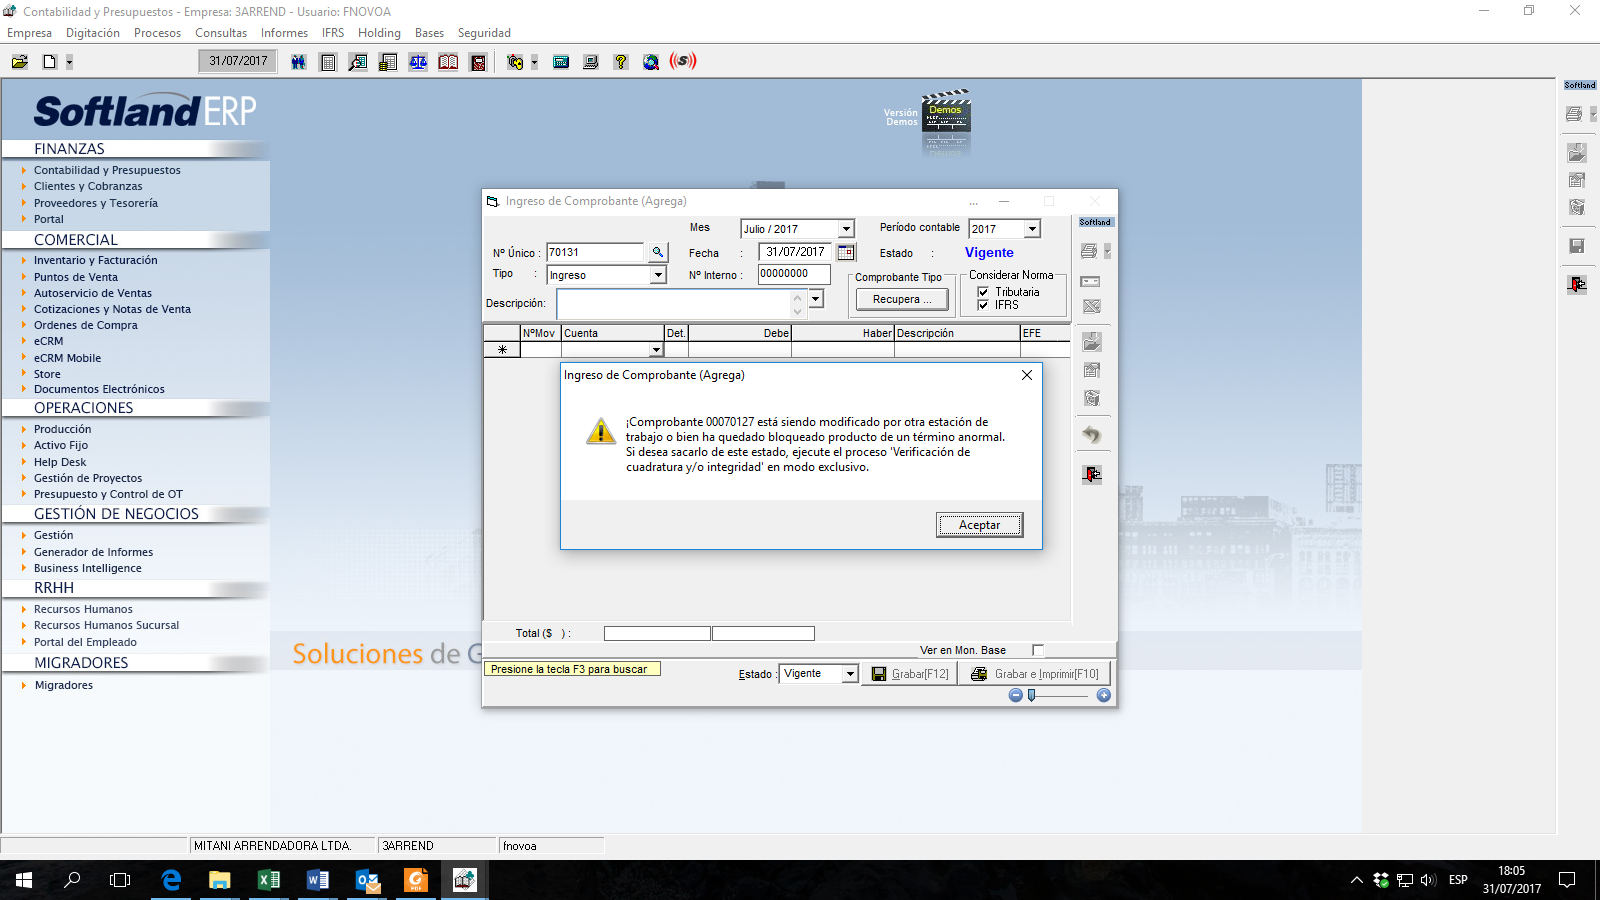 Contabilidad y Presupuestos - Empresa: 3ARREND - Usuario: FNOVOA
Empresa Digitación Procesos Consultas Informes IFRS Holding Bases Seguridad
31/07/2017
Softland ERP
FINANZAS
Contabilidad y Presupuestos
Clientes y Cobranzas
Proveedores y Tesorería
Portal
COMERCIAL
Inventario y Facturación
Puntos de Venta
Autoservicio de Ventas
Cotizaciones y Notas de Venta
Ordenes de Compra
eCRM
eCRM Mobile
Store
Documentos Electrónicos
OPERACIONES
Producción
Activo Fijo
Help Desk
Gestión de Proyectos
Presupuesto y Control de OT
GESTIÓN DE NEGOCIOS
Gestión
Generador de Informes
Business Intelligence
RRHH
Recursos Humanos
Recursos Humanos Sucursal
Portal del Empleado
MIGRADORES
Migradores
Versión
Demos
Demos
Softland
Soluciones de G
Ingreso de Comprobante (Agrega)
...
Mes Julio / 2017 Período contable 2017
Softland
Nº Único : 70131 Fecha : 31/07/2017 Estado : Vigente
Tipo : Ingreso Nº Interno : 00000000 Comprobante Tipo Considerar Norma
Recupera ... Tributaria
Descripción: IFRS
NºMov Cuenta Det. Debe Haber Descripción EFE
Ingreso de Comprobante (Agrega)
¡Comprobante 00070127 está siendo modificado por otra estación de
trabajo o bien ha quedado bloqueado producto de un término anormal.
Si desea sacarlo de este estado, ejecute el proceso 'Verificación de
cuadratura y/o integridad' en modo exclusivo.
Aceptar
Total ($ ) :
Ver en Mon. Base
Presione la tecla F3 para buscar
Estado : Vigente Grabar[F12] Grabar e Imprimir[F10]
MITANI ARRENDADORA LTDA. 3ARREND fnovoa
ESP
18:05
31/07/2017